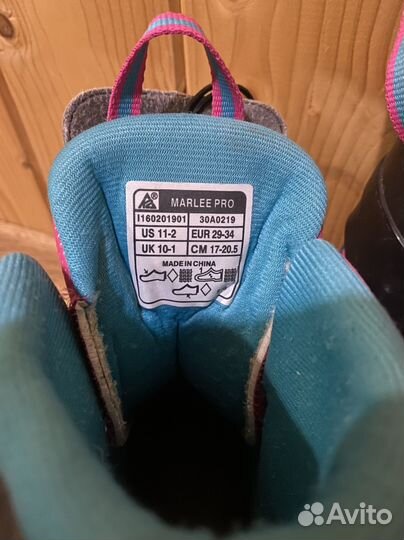 MARLEE PRO
I160201901 30A0219
US 11-2 EUR 29-34
UK 10-1 CM 17-20.5
MADE IN CHINA
Avito